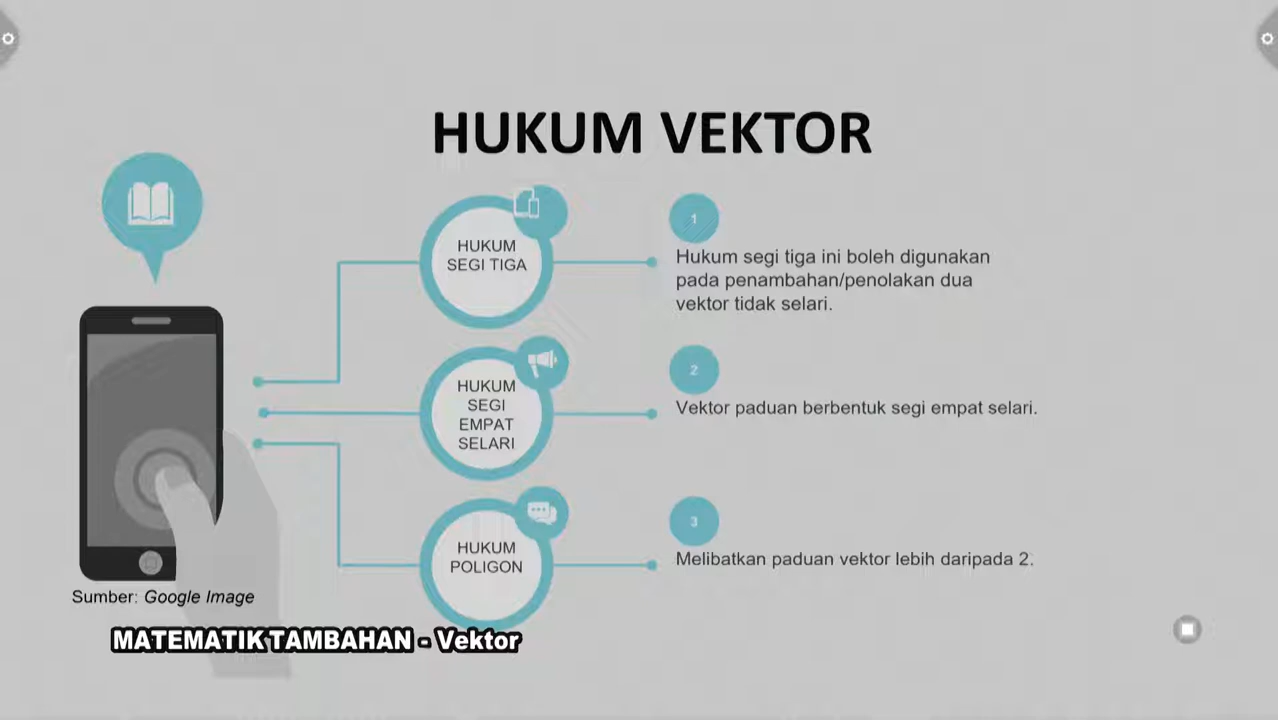 HUKUM VEKTOR
HUKUM
SEGI TIGA
1
Hukum segi tiga ini boleh digunakan
pada penambahan/penolakan dua
vektor tidak selari.
HUKUM
SEGI
EMPAT
SELARI
2
Vektor paduan berbentuk segi empat selari.
HUKUM
POLIGON
3
Melibatkan paduan vektor lebih daripada 2.
Sumber: Google Image
MATEMATIK TAMBAHAN - Vektor